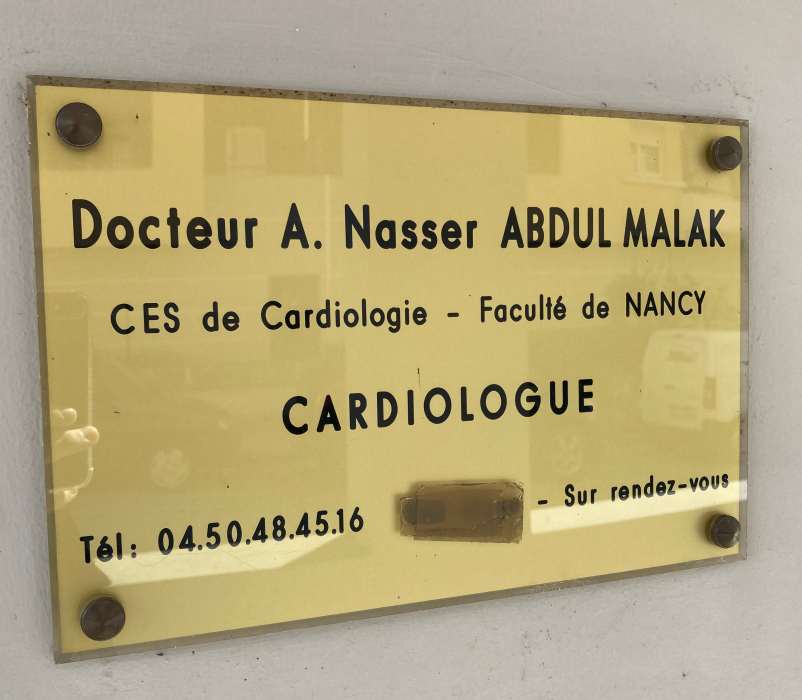 Docteur A. Nasser ABDUL MALAK
CES de Cardiologie - Faculté de NANCY
CARDIOLOGUE
Tél: 04.50.48.45.16 - Sur rendez-vous